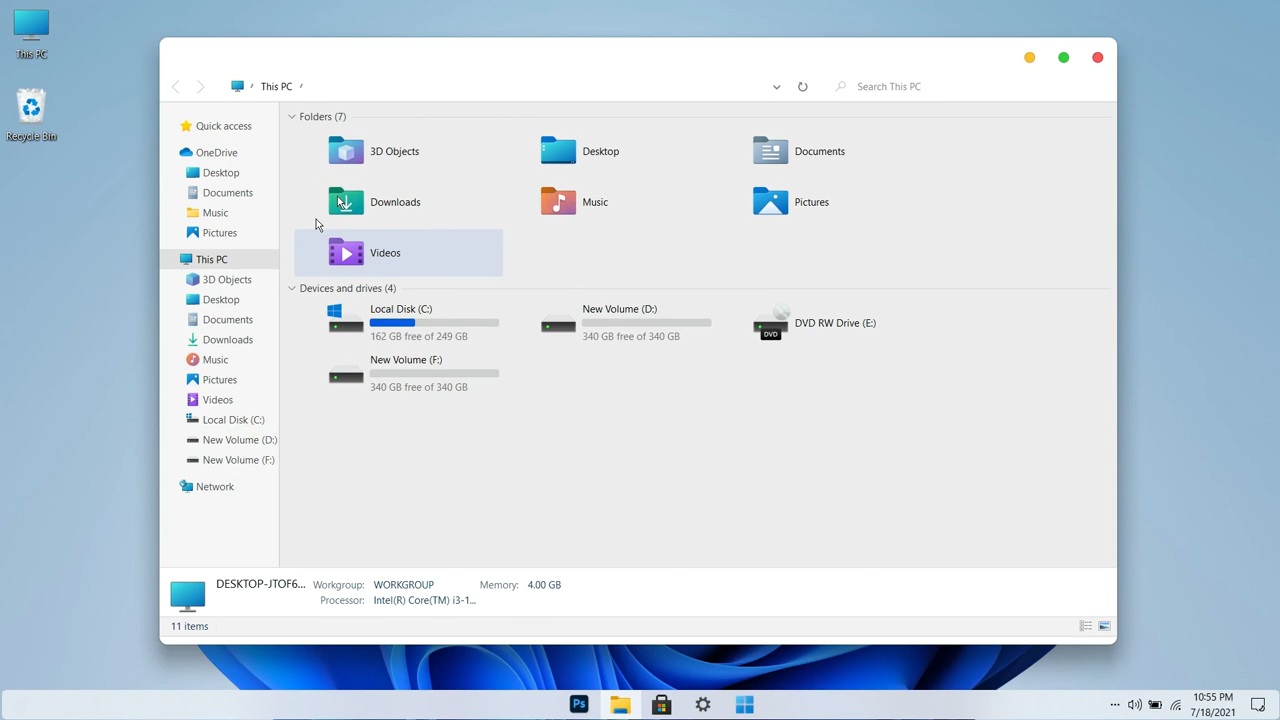 This PC
Recycle Bin
/ This PC /
Search This PC
Quick access
OneDrive
Desktop
Documents
Music
Pictures
This PC
3D Objects
Desktop
Documents
Downloads
Music
Pictures
Videos
Local Disk (C:)
New Volume (D:)
New Volume (F:)
Network
Folders (7)
3D Objects
Desktop
Documents
Downloads
Music
Pictures
Videos
Devices and drives (4)
Local Disk (C:)
162 GB free of 249 GB
New Volume (D:)
340 GB free of 340 GB
DVD RW Drive (E:)
DVD
New Volume (F:)
340 GB free of 340 GB
DESKTOP-JTOF6... Workgroup: WORKGROUP Memory: 4.00 GB
Processor: Intel(R) Core(TM) i3-1...
11 items
Ps
10:55 PM
7/18/2021